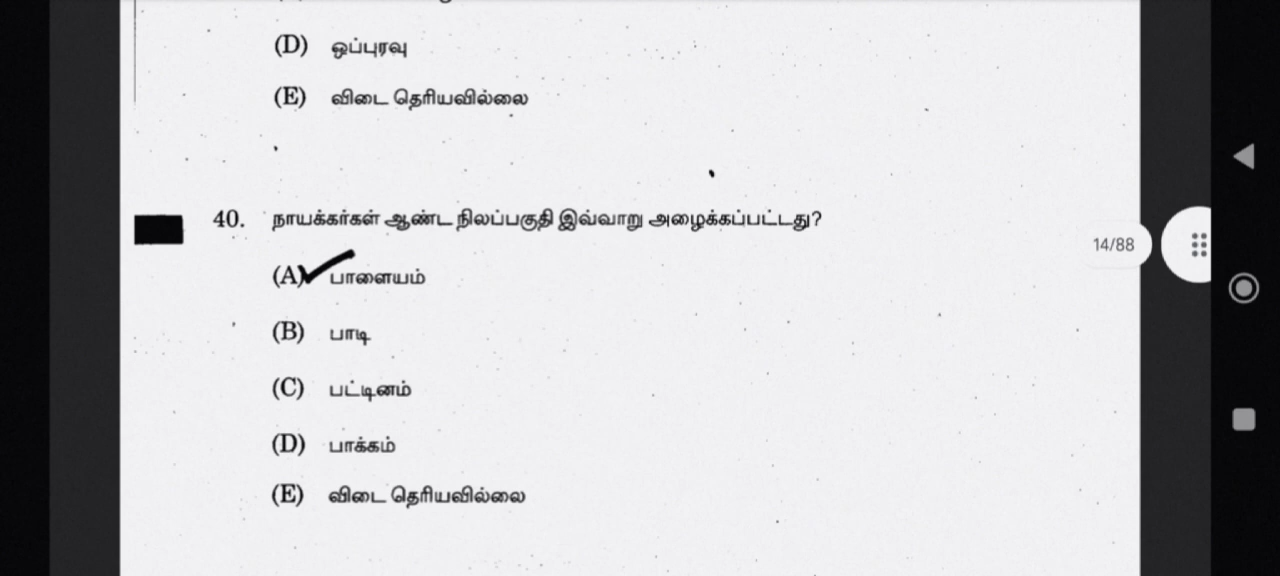 (D) ஒப்புரவு
(E) விடை தெரியவில்லை
40. நாயக்கர்கள் ஆண்ட நிலப்பகுதி இவ்வாறு அழைக்கப்பட்டது?
14/88
(A) பாளையம்
(B) பாடி
(C) பட்டினம்
(D) பாக்கம்
(E) விடை தெரியவில்லை